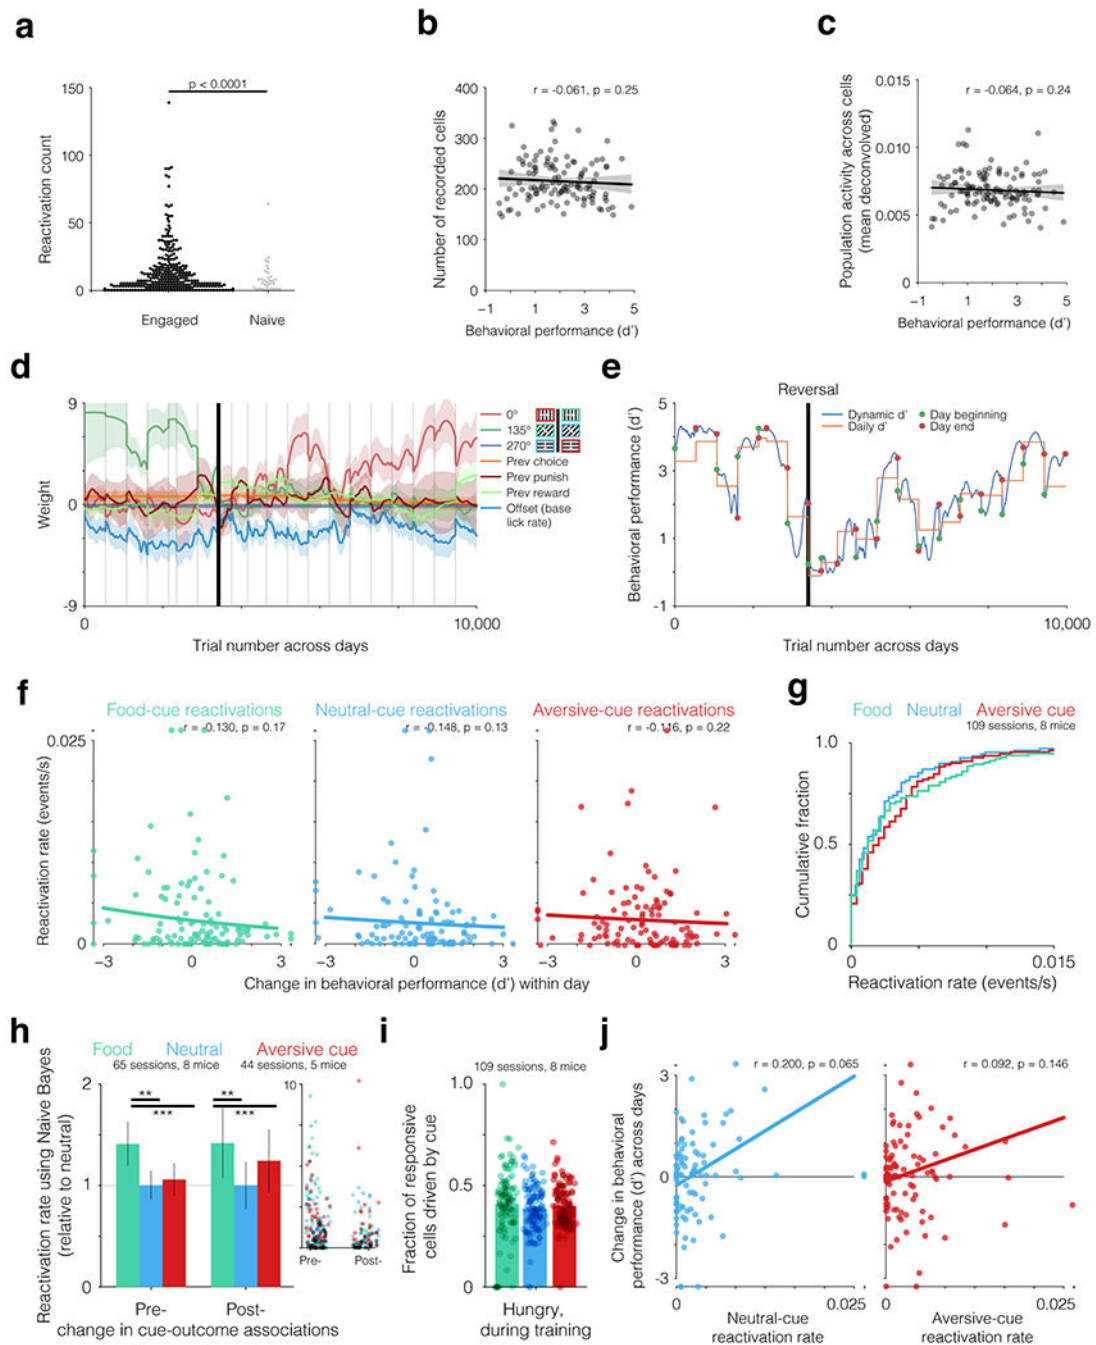 a
p < 0.0001
150
100
50
0
Reactivation count
Engaged
Naive
b
r = -0.061, p = 0.25
400
300
200
100
0
Number of recorded cells
−1
1
3
5
Behavioral performance (d')
c
r = -0.064, p = 0.24
0.015
0.010
0.005
0
Population activity across cells
(mean deconvolved)
−1
1
3
5
Behavioral performance (d')
d
9
0
-9
Weight
0
10,000
Trial number across days
0°
135°
270°
Prev choice
Prev punish
Prev reward
Offset (base
lick rate)
e
Reversal
Dynamic d'
Daily d'
Day beginning
Day end
5
3
1
-1
Behavioral performance (d')
0
10,000
Trial number across days
f
Food-cue reactivations
r = -0.130, p = 0.17
Neutral-cue reactivations
r = -0.148, p = 0.13
Aversive-cue reactivations
r = -0.116, p = 0.22
0.025
0
Reactivation rate (events/s)
−3
0
3
−3
0
3
−3
0
3
Change in behavioral performance (d') within day
g
Food Neutral Aversive cue
109 sessions, 8 mice
1.0
0.5
0
Cumulative fraction
0
0.015
Reactivation rate (events/s)
h
Food Neutral Aversive cue
65 sessions, 8 mice
44 sessions, 5 mice
2
1
0
Reactivation rate using Naive Bayes
(relative to neutral)
**
***
**
***
10
Pre-
Post-
Pre-
Post-
change in cue-outcome associations
i
109 sessions, 8 mice
1.0
0.5
0
Fraction of responsive
cells driven by cue
Hungry,
during training
j
r = 0.200, p = 0.065
r = 0.092, p = 0.146
3
0
-3
Change in behavioral
performance (d') across days
0
0.025
Neutral-cue
reactivation rate
0
0.025
Aversive-cue
reactivation rate